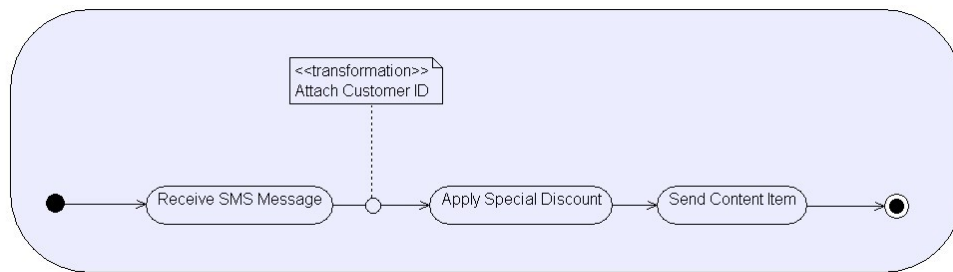 <<transformation>>
Attach Customer ID
Receive SMS Message
Apply Special Discount
Send Content Item